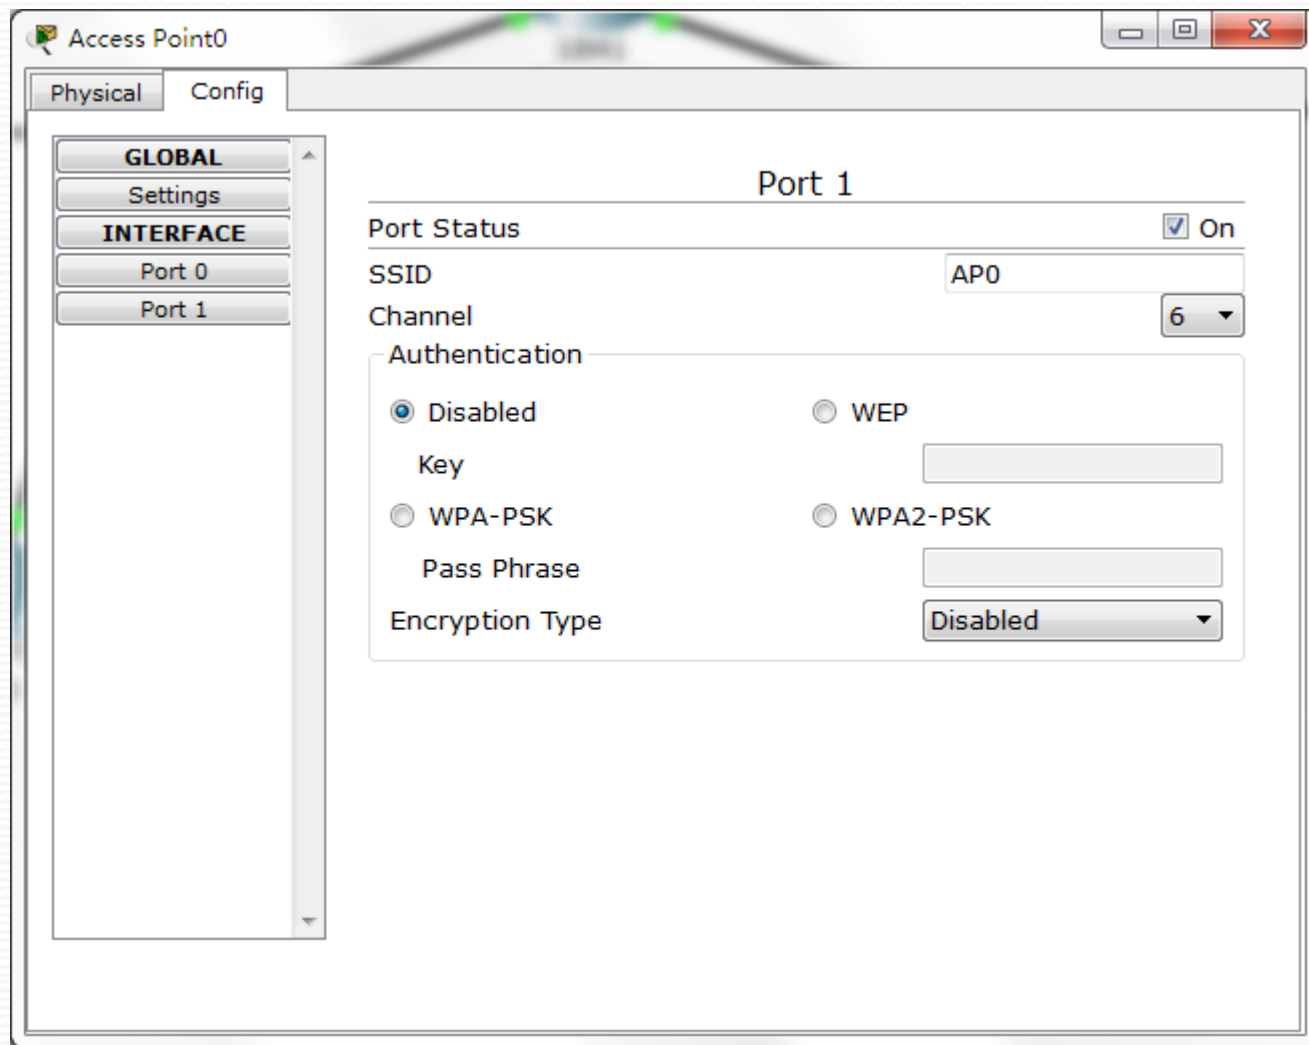 Access Point0
Physical Config
GLOBAL
Settings
INTERFACE
Port 0
Port 1
Port 1
Port Status On
SSID AP0
Channel 6
Authentication
Disabled WEP
Key
WPA-PSK WPA2-PSK
Pass Phrase
Encryption Type Disabled